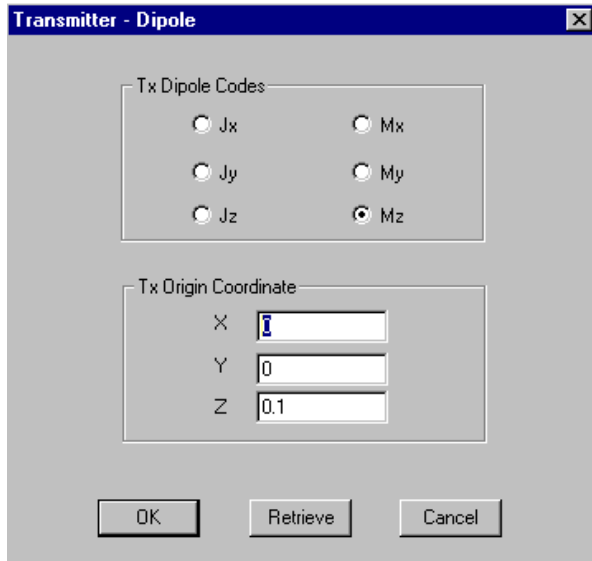 Transmitter - Dipole
Tx Dipole Codes
Jx Mx
Jy My
Jz Mz
Tx Origin Coordinate
X 0
Y 0
Z 0.1
OK Retrieve Cancel